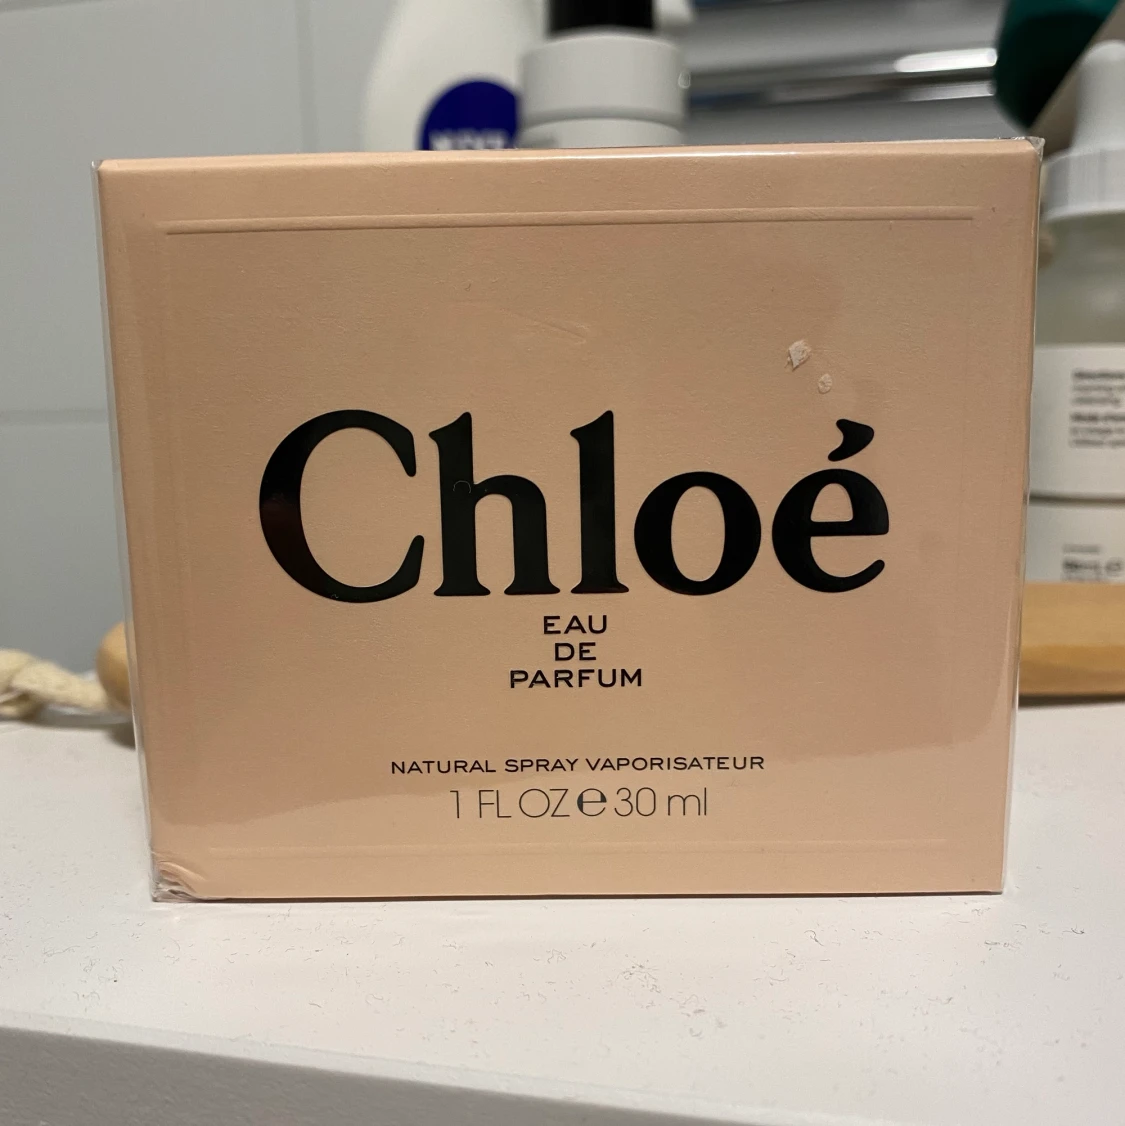 Chloé
EAU
DE
PARFUM
NATURAL SPRAY VAPORISATEUR
1 FL OZ e 30 ml